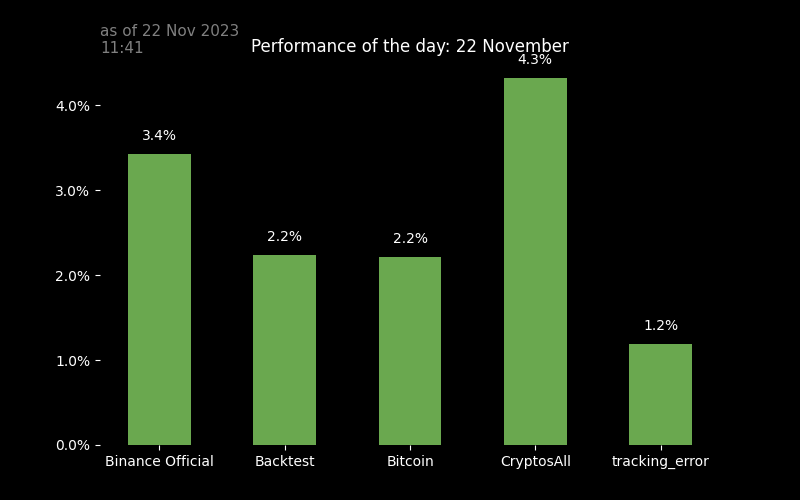 as of 22 Nov 2023
11:41
Performance of the day: 22 November
4.3%
4.0%
3.4%
3.0%
2.2%
2.2%
2.0%
1.2%
1.0%
0.0%
Binance Official
Backtest
Bitcoin
CryptosAll
tracking_error